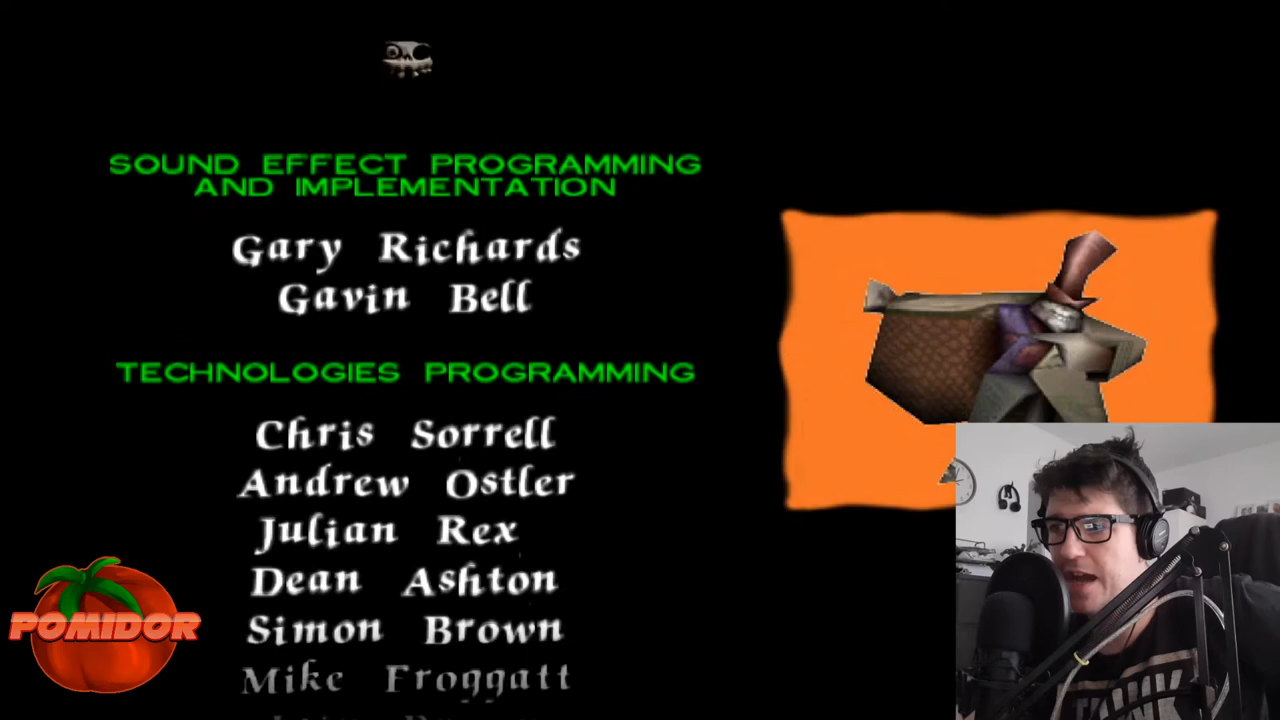 SOUND EFFECT PROGRAMMING
AND IMPLEMENTATION
Gary Richards
Gavin Bell
TECHNOLOGIES PROGRAMMING
Chris Sorrell
Andrew Ostler
Julian Rex
Dean Ashton
Simon Brown
Mike Froggatt
POMIDOR